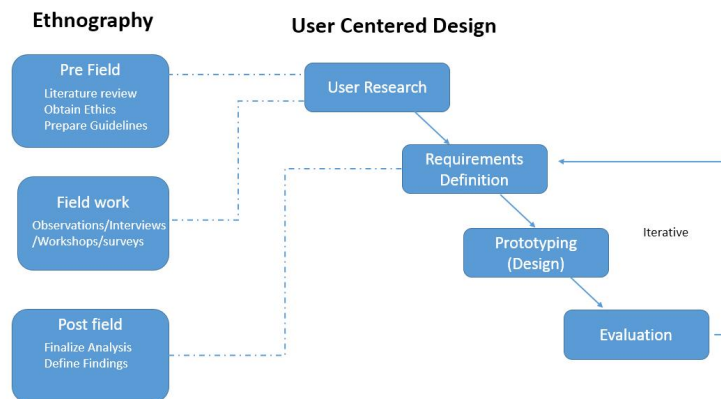 Ethnography
User Centered Design
Pre Field
Literature review
Obtain Ethics
Prepare Guidelines
Field work
Observations/Interviews
/Workshops/surveys
Post field
Finalize Analysis
Define Findings
User Research
Requirements
Definition
Prototyping
(Design)
Iterative
Evaluation